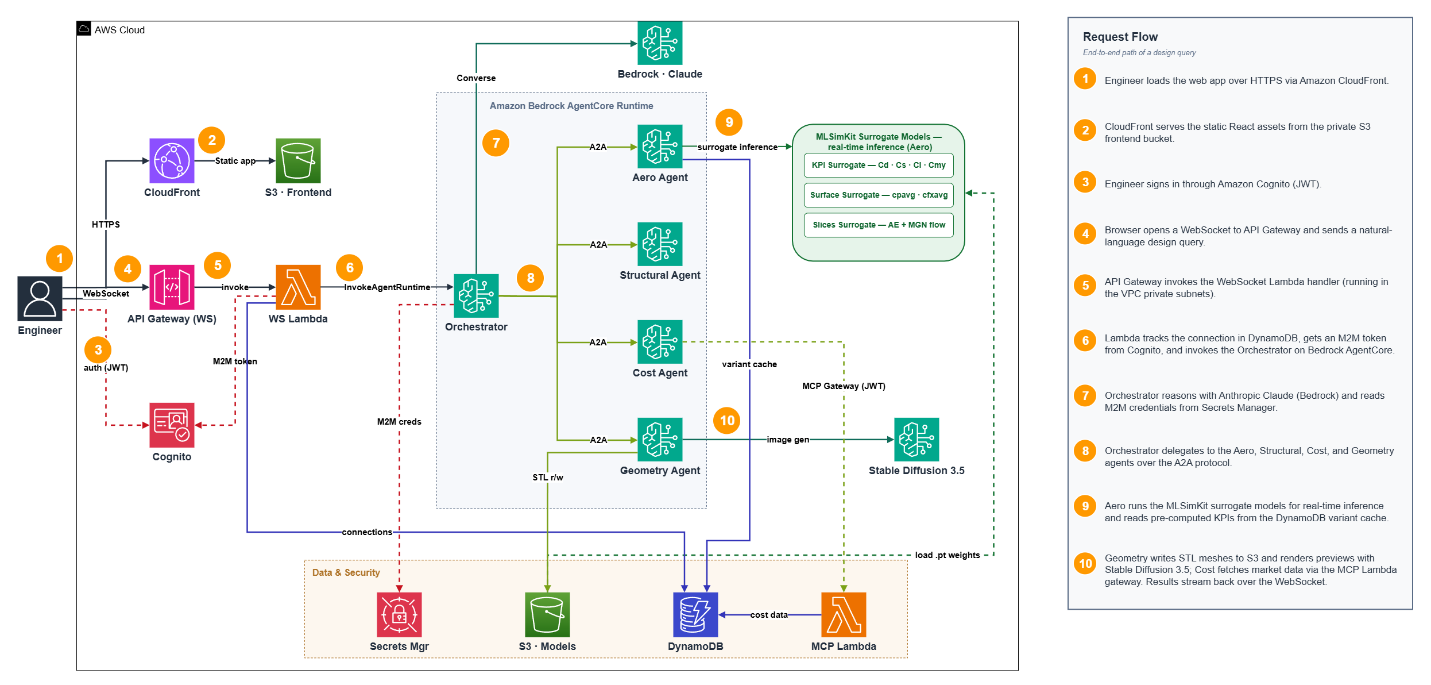 AWS Cloud
Bedrock · Claude
Converse
Amazon Bedrock AgentCore Runtime
7
9
A2A
surrogate inference
Aero Agent
MLSimKit Surrogate Models —
real-time inference (Aero)
KPI Surrogate — Cd · Cs · Cl · Cmy
Surface Surrogate — cpavg · cfxavg
Slices Surrogate — AE + MGN flow
2
Static app
CloudFront
S3 · Frontend
HTTPS
1
4
5
6
8
A2A
Structural Agent
WebSocket
invoke
InvokeAgentRuntime
Engineer
API Gateway (WS)
WS Lambda
Orchestrator
3
auth (JWT)
M2M token
A2A
Cost Agent
variant cache
MCP Gateway (JWT)
M2M creds
10
Cognito
A2A
image gen
Geometry Agent
Stable Diffusion 3.5
STL r/w
connections
load .pt weights
Data & Security
cost data
Secrets Mgr
S3 · Models
DynamoDB
MCP Lambda
Request Flow
End-to-end path of a design query
1
Engineer loads the web app over HTTPS via Amazon CloudFront.
2
CloudFront serves the static React assets from the private S3
frontend bucket.
3
Engineer signs in through Amazon Cognito (JWT).
4
Browser opens a WebSocket to API Gateway and sends a natural-
language design query.
5
API Gateway invokes the WebSocket Lambda handler (running in
the VPC private subnets).
6
Lambda tracks the connection in DynamoDB, gets an M2M token
from Cognito, and invokes the Orchestrator on Bedrock AgentCore.
7
Orchestrator reasons with Anthropic Claude (Bedrock) and reads
M2M credentials from Secrets Manager.
8
Orchestrator delegates to the Aero, Structural, Cost, and Geometry
agents over the A2A protocol.
9
Aero runs the MLSimKit surrogate models for real-time inference
and reads pre-computed KPIs from the DynamoDB variant cache.
10
Geometry writes STL meshes to S3 and renders previews with
Stable Diffusion 3.5; Cost fetches market data via the MCP Lambda
gateway. Results stream back over the WebSocket.